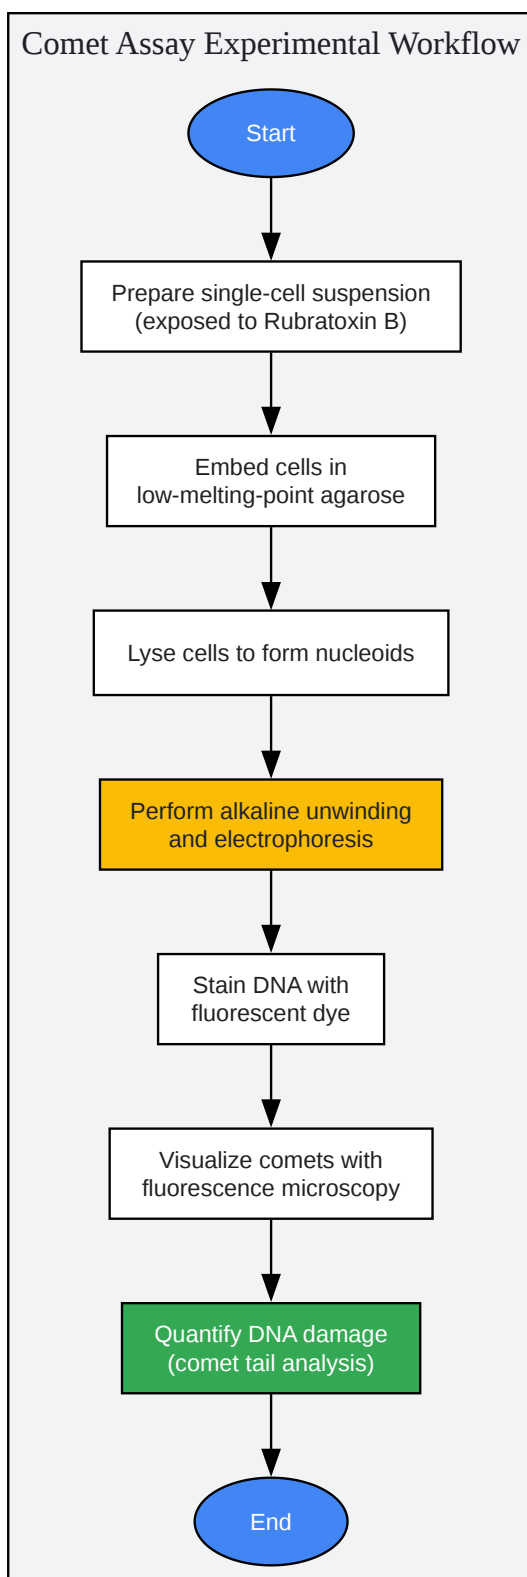 Comet Assay Experimental Workflow
Start
Prepare single-cell suspension
(exposed to Rubratoxin B)
Embed cells in
low-melting-point agarose
Lyse cells to form nucleoids
Perform alkaline unwinding
and electrophoresis
Stain DNA with
fluorescent dye
Visualize comets with
fluorescence microscopy
Quantify DNA damage
(comet tail analysis)
End